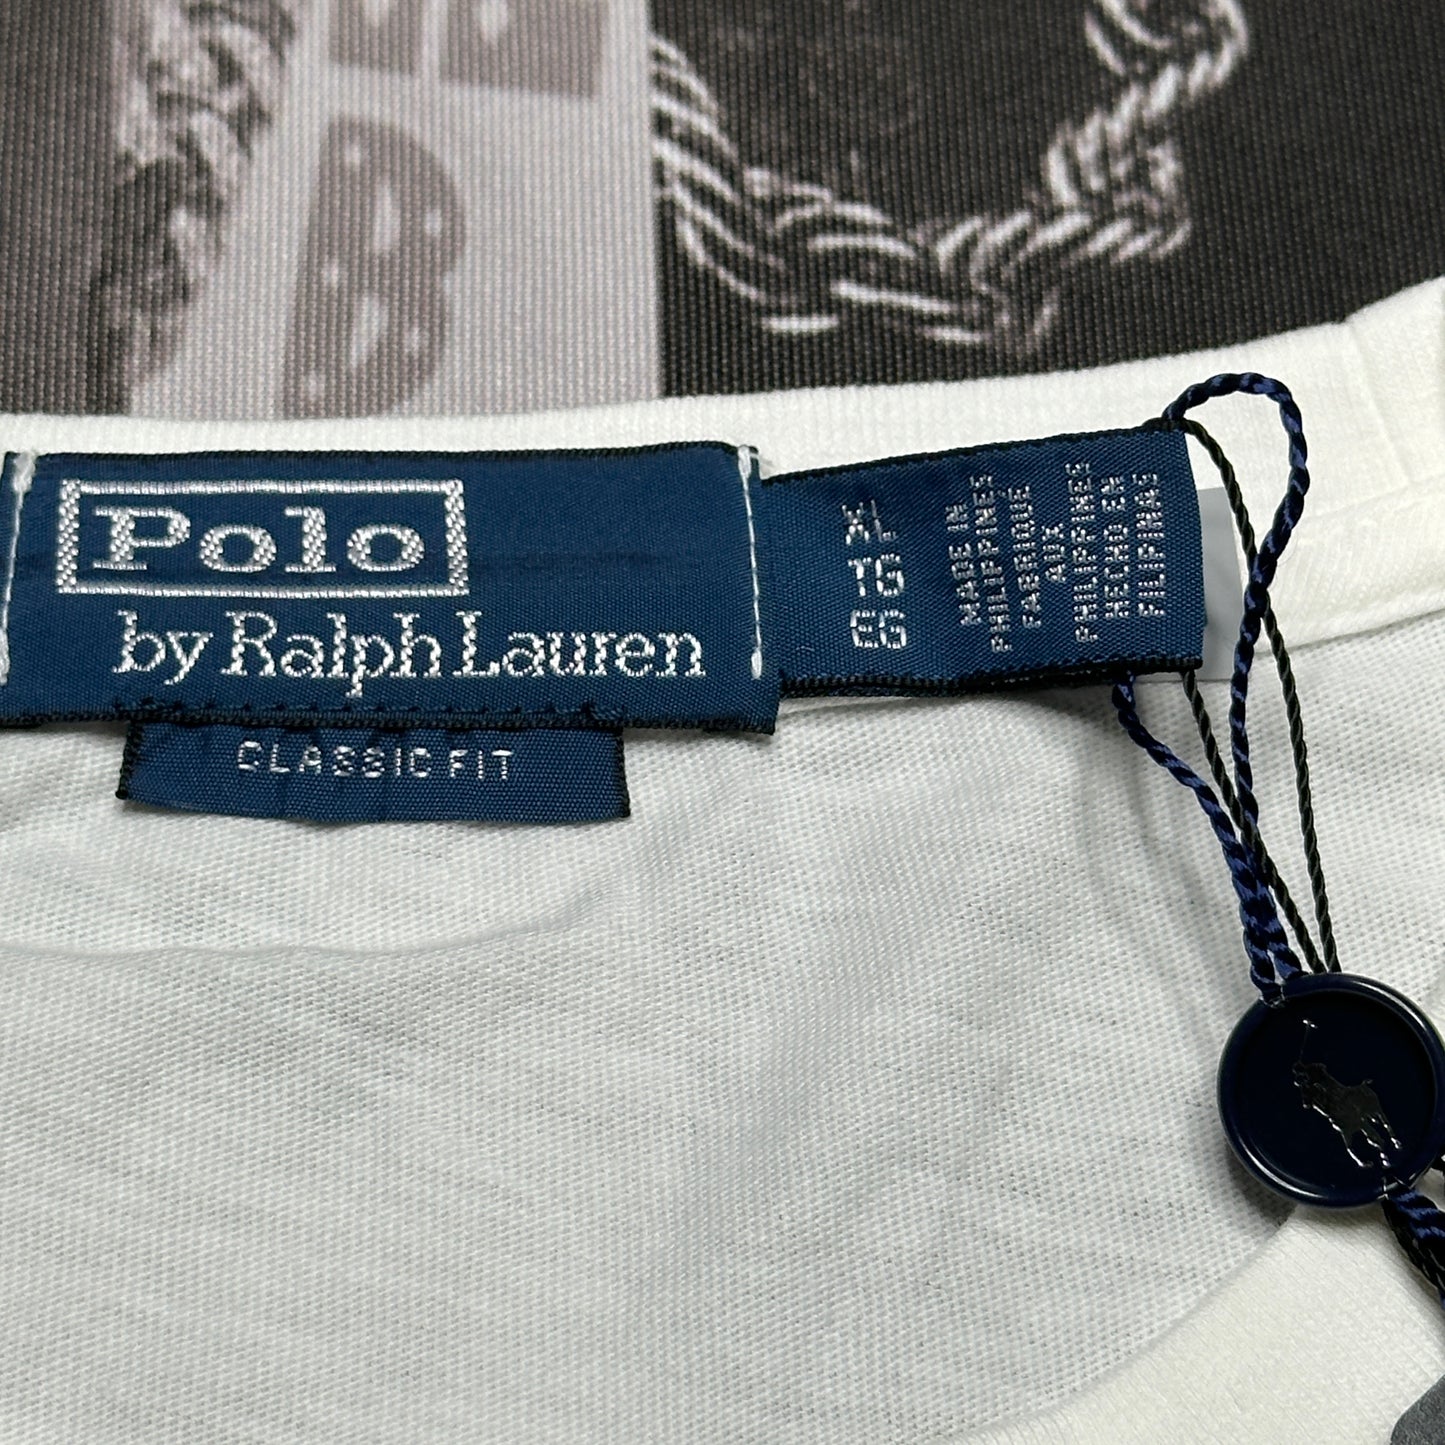 Polo
by Ralph Lauren
CLASSIC FIT
XL
TG
EG
MADE IN
PHILIPPINES
FABRIQUE
AUX
PHILIPPINES
HECHO EN
FILIPINAS